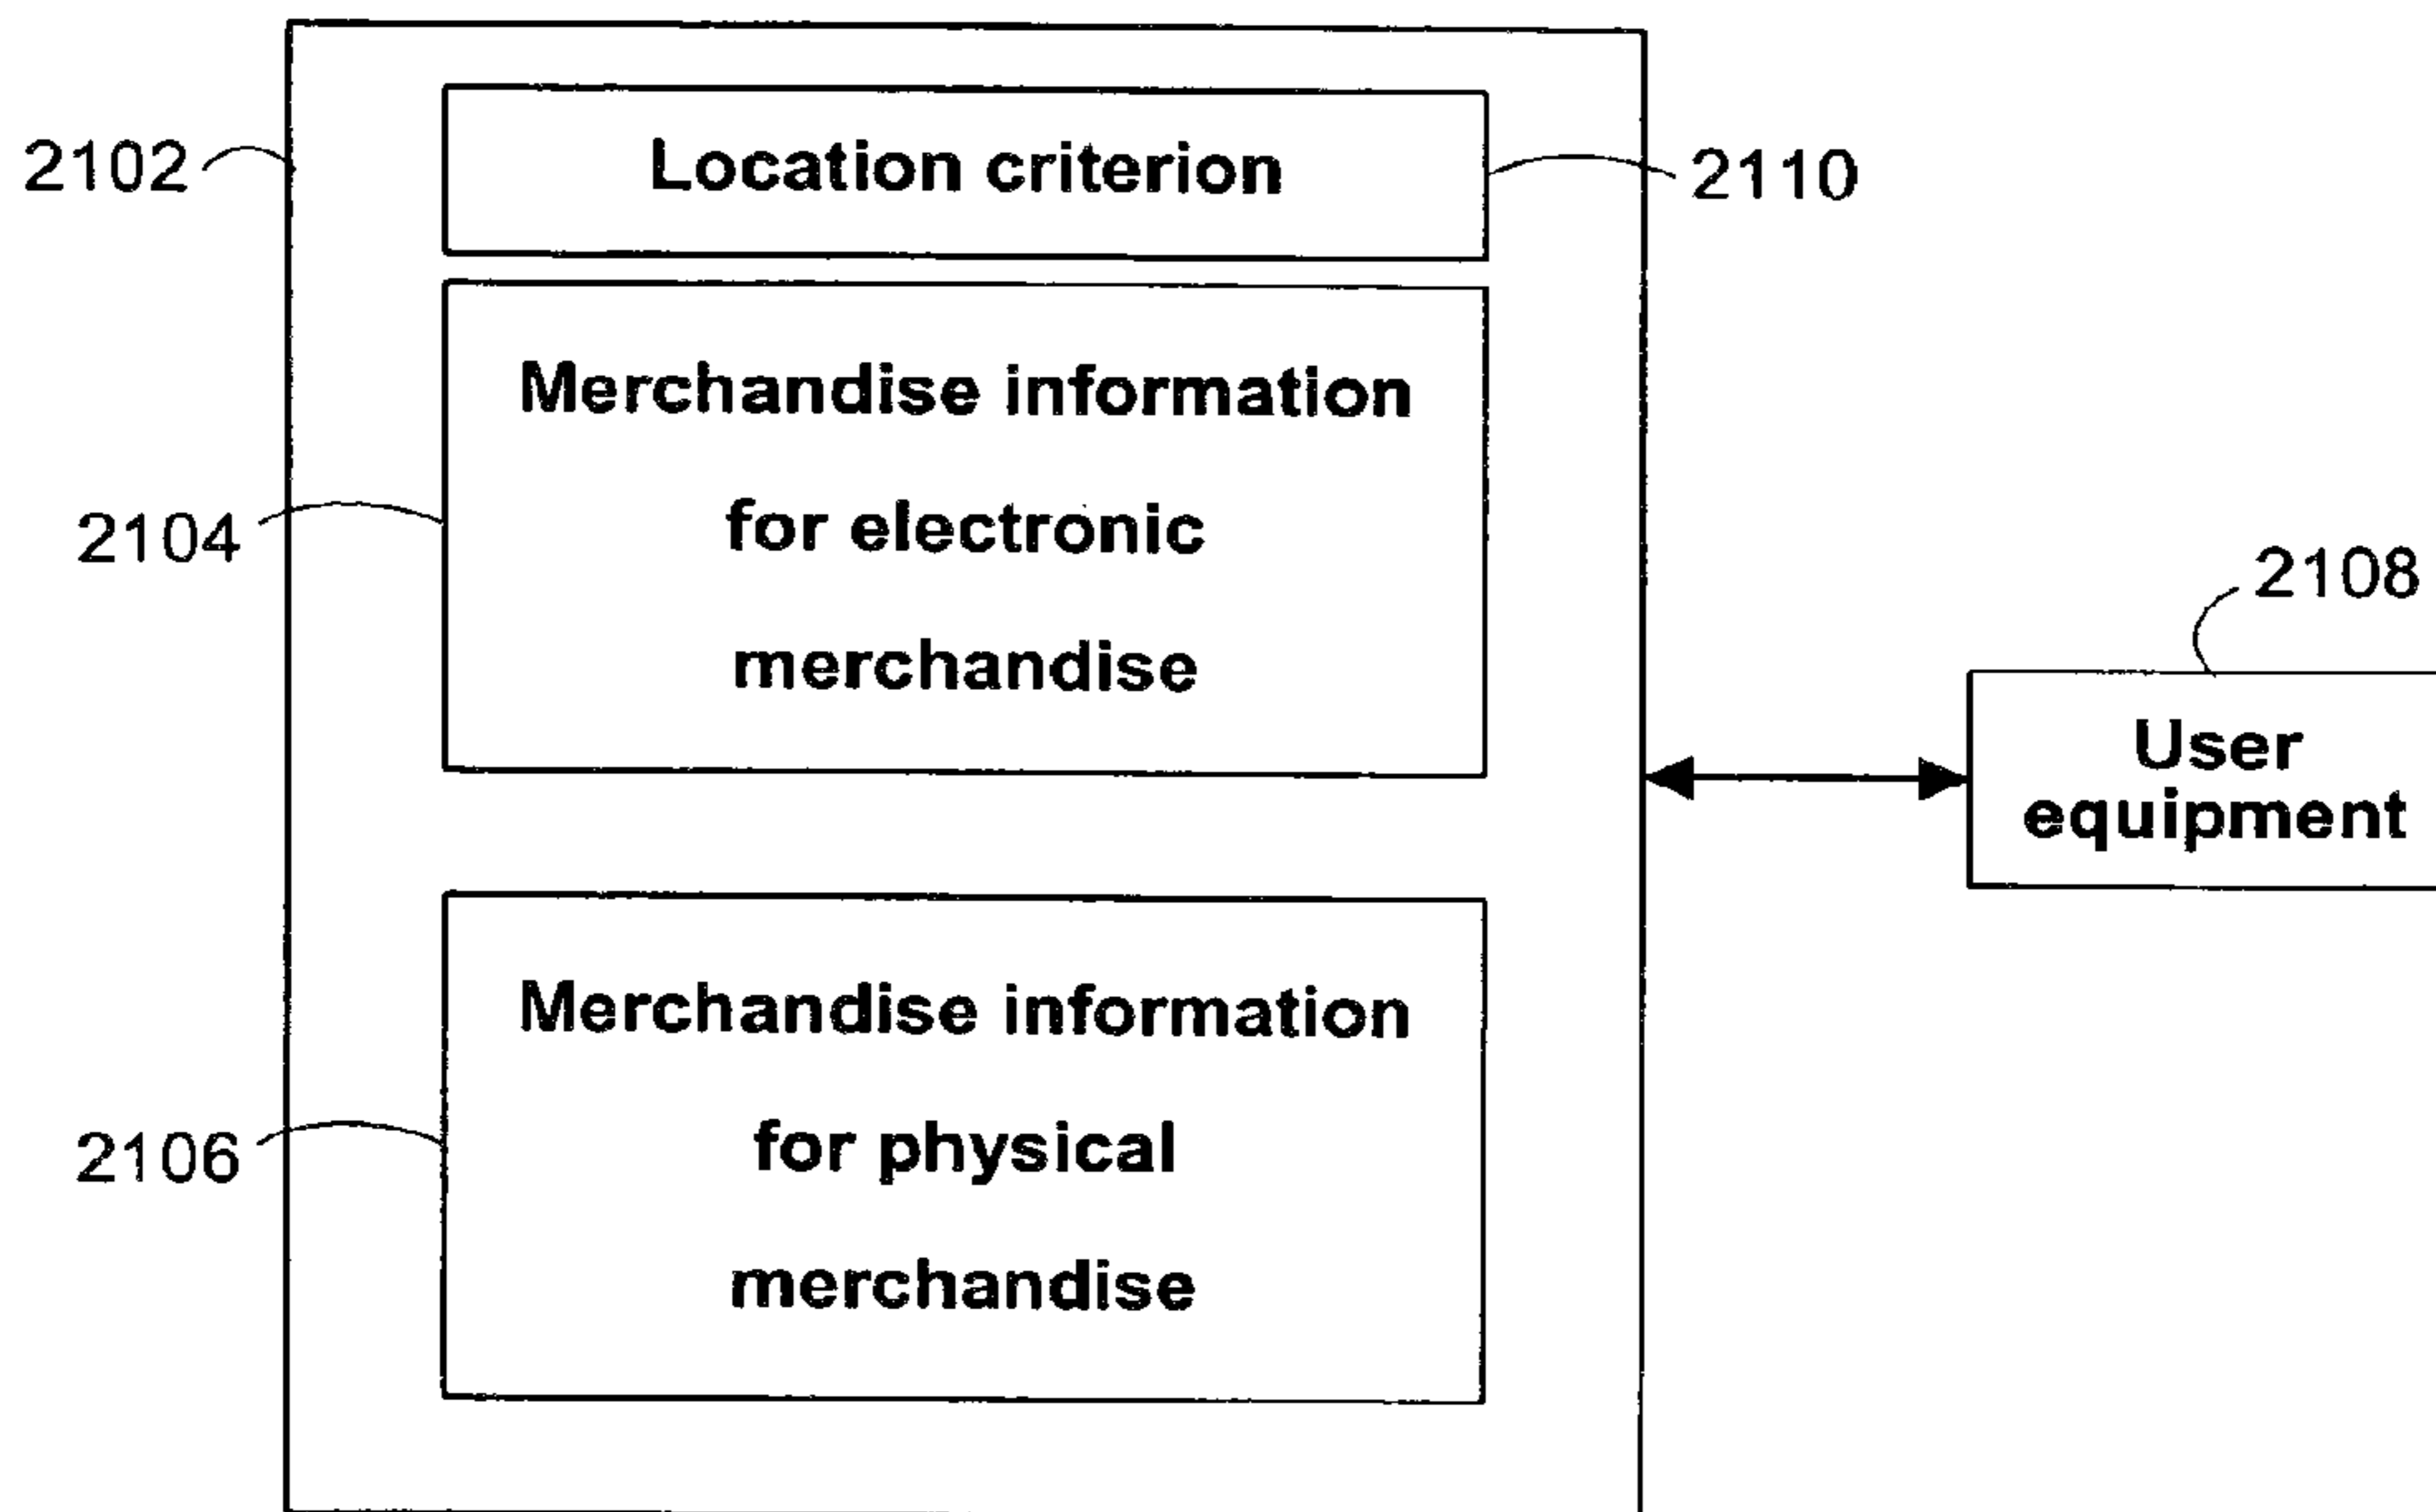 2102
Location criterion
2110
Merchandise information
for electronic
merchandise
2104
2108
User
equipment
Merchandise information
for physical
merchandise
2106